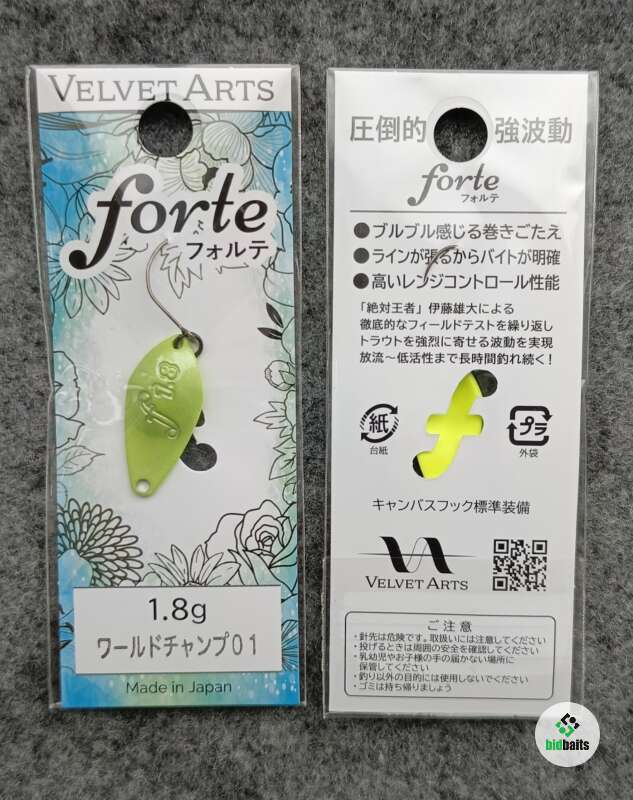 VELVET ARTS
forte
フォルテ
f 1.8
1.8g
ワールドチャンプ01
Made in Japan
圧倒的 強波動
forte
フォルテ
●ブルブル感じる巻きごたえ
●ラインが張るからバイトが明確
●高いレンジコントロール性能
「絶対王者」伊藤雄大による
徹底的なフィールドテストを繰り返し
トラウトを強烈に寄せる波動を実現
放流～低活性まで長時間釣れ続く!
紙
台紙
プラ
外袋
キャンバスフック標準装備
VELVET ARTS
ご注意
・針先は危険です。取扱いには注意してください
・投げるときは周囲の安全を確認してください
・乳幼児やお子様の手の届かない場所に
保管してください
・釣り以外の目的には使用しないでください
・ゴミは持ち帰りましょう
bidbaits